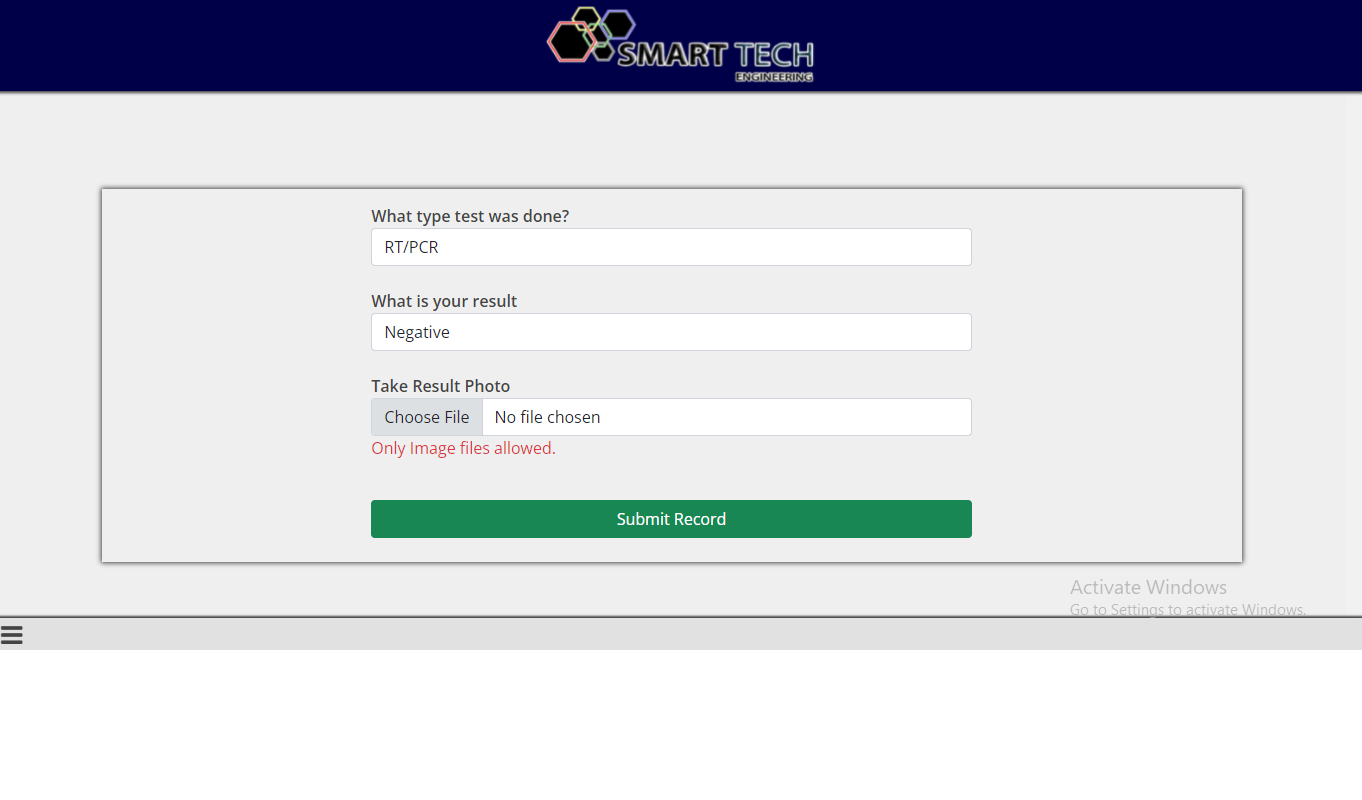 SMART TECH
ENGINEERING
What type test was done?
RT/PCR
What is your result
Negative
Take Result Photo
Choose File No file chosen
Only Image files allowed.
Submit Record
Activate Windows
Go to Settings to activate Windows.